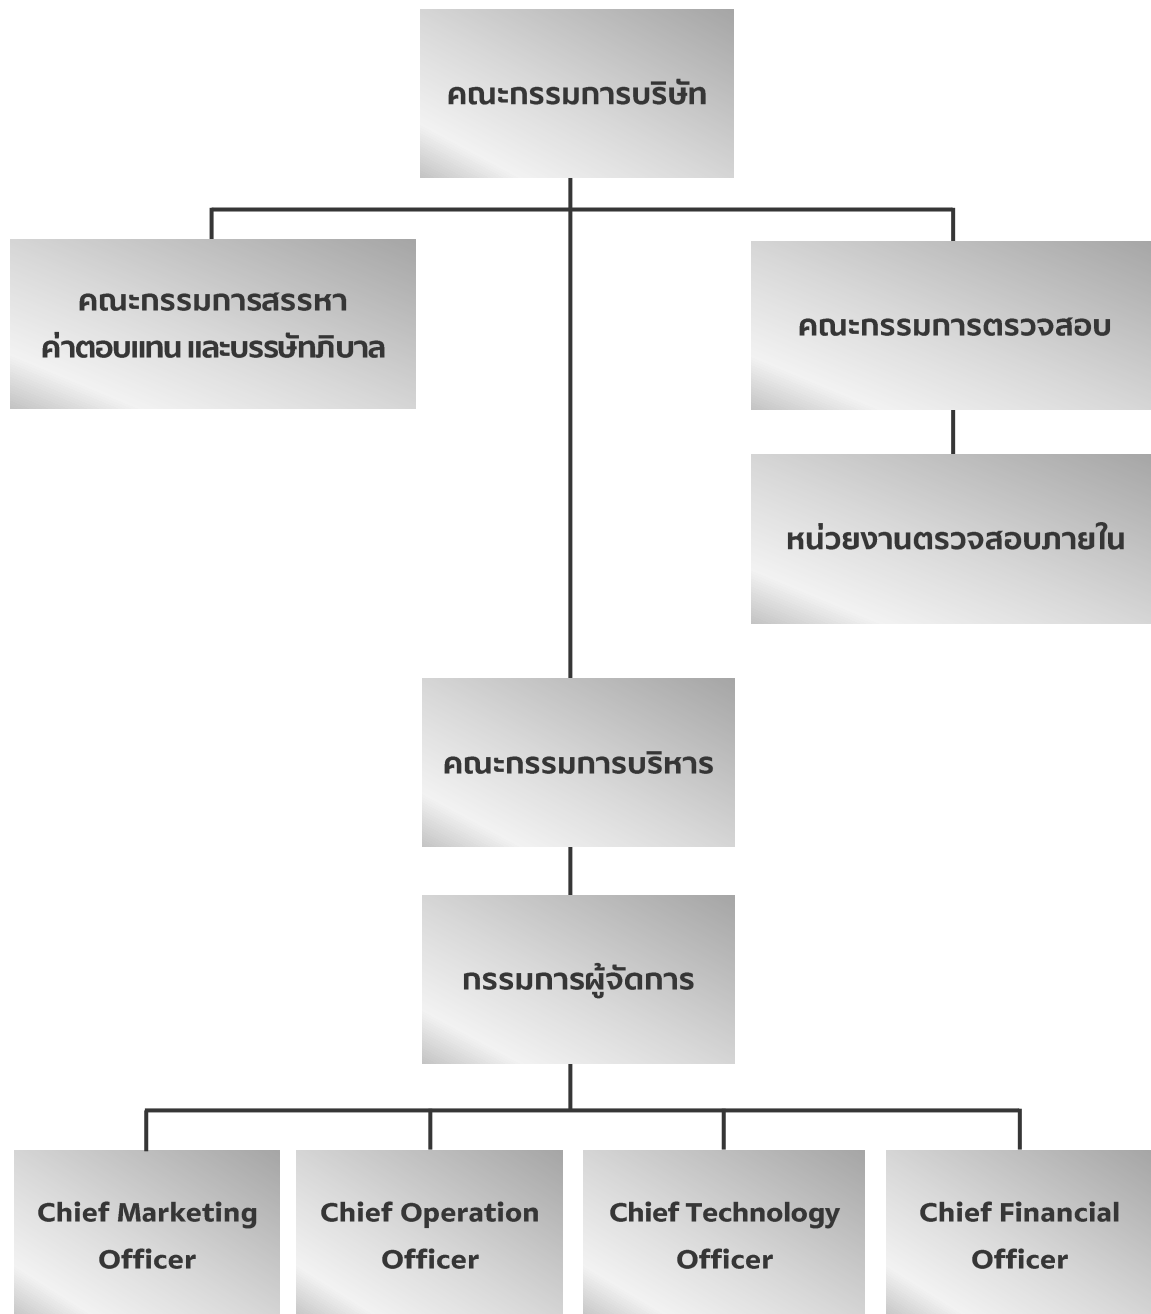 คณะกรรมการบริษัท
คณะกรรมการสรรหา
ค่าตอบแทน และบรรษัทภิบาล
คณะกรรมการตรวจสอบ
หน่วยงานตรวจสอบภายใน
คณะกรรมการบริหาร
กรรมการผู้จัดการ
Chief Marketing
Officer
Chief Operation
Officer
Chief Technology
Officer
Chief Financial
Officer